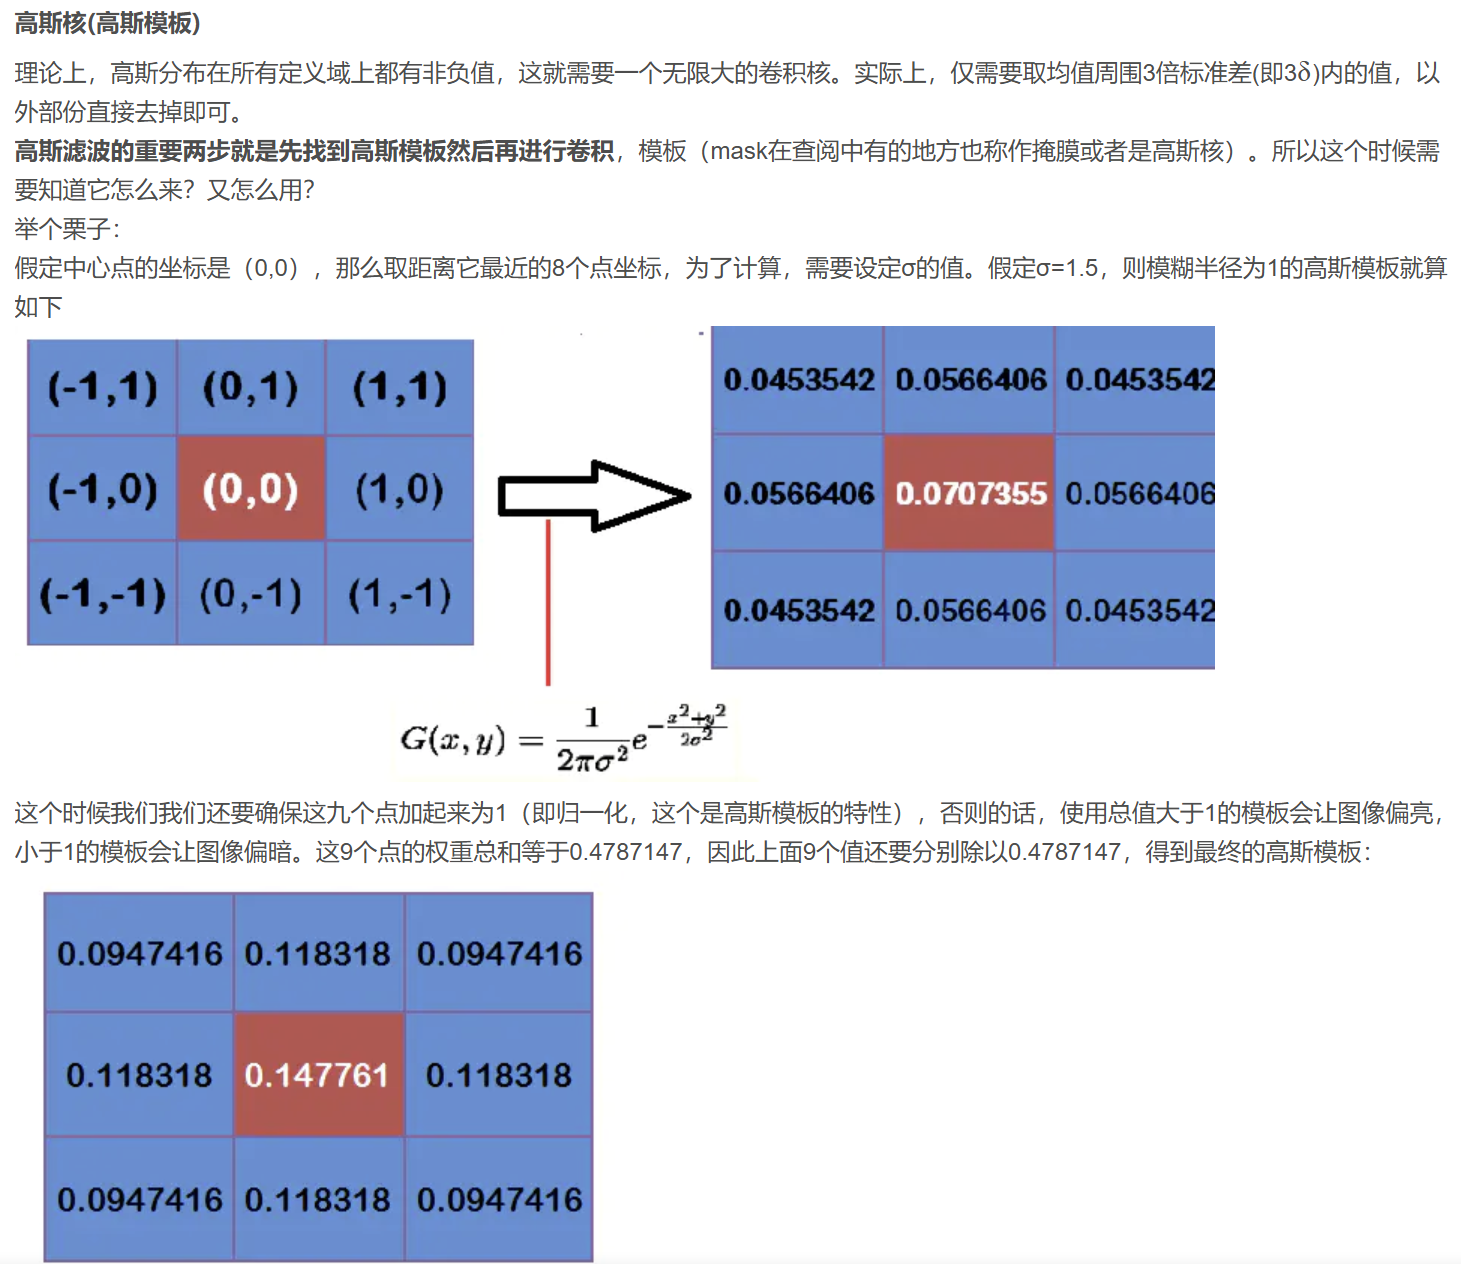 高斯核(高斯模板)
理论上，高斯分布在所有定义域上都有非负值，这就需要一个无限大的卷积核。实际上，仅需要取均值周围3倍标准差(即3δ)内的值，以
外部份直接去掉即可。
高斯滤波的重要两步就是先找到高斯模板然后再进行卷积，模板（mask在查阅中有的地方也称作掩膜或者是高斯核）。所以这个时候需
要知道它怎么来？又怎么用？
举个栗子：
假定中心点的坐标是（0,0），那么取距离它最近的8个点坐标，为了计算，需要设定σ的值。假定σ=1.5，则模糊半径为1的高斯模板就算
如下
(-1,1) (0,1) (1,1)
(-1,0) (0,0) (1,0)
(-1,-1) (0,-1) (1,-1)
0.0453542 0.0566406 0.0453542
0.0566406 0.0707355 0.0566406
0.0453542 0.0566406 0.0453542
G(x, y) = \frac{1}{2πσ^2} e^{-\frac{x^2+y^2}{2σ^2}}
这个时候我们我们还要确保这九个点加起来为1（即归一化，这个是高斯模板的特性），否则的话，使用总值大于1的模板会让图像偏亮，
小于1的模板会让图像偏暗。这9个点的权重总和等于0.4787147，因此上面9个值还要分别除以0.4787147，得到最终的高斯模板：
0.0947416 0.118318 0.0947416
0.118318 0.147761 0.118318
0.0947416 0.118318 0.0947416